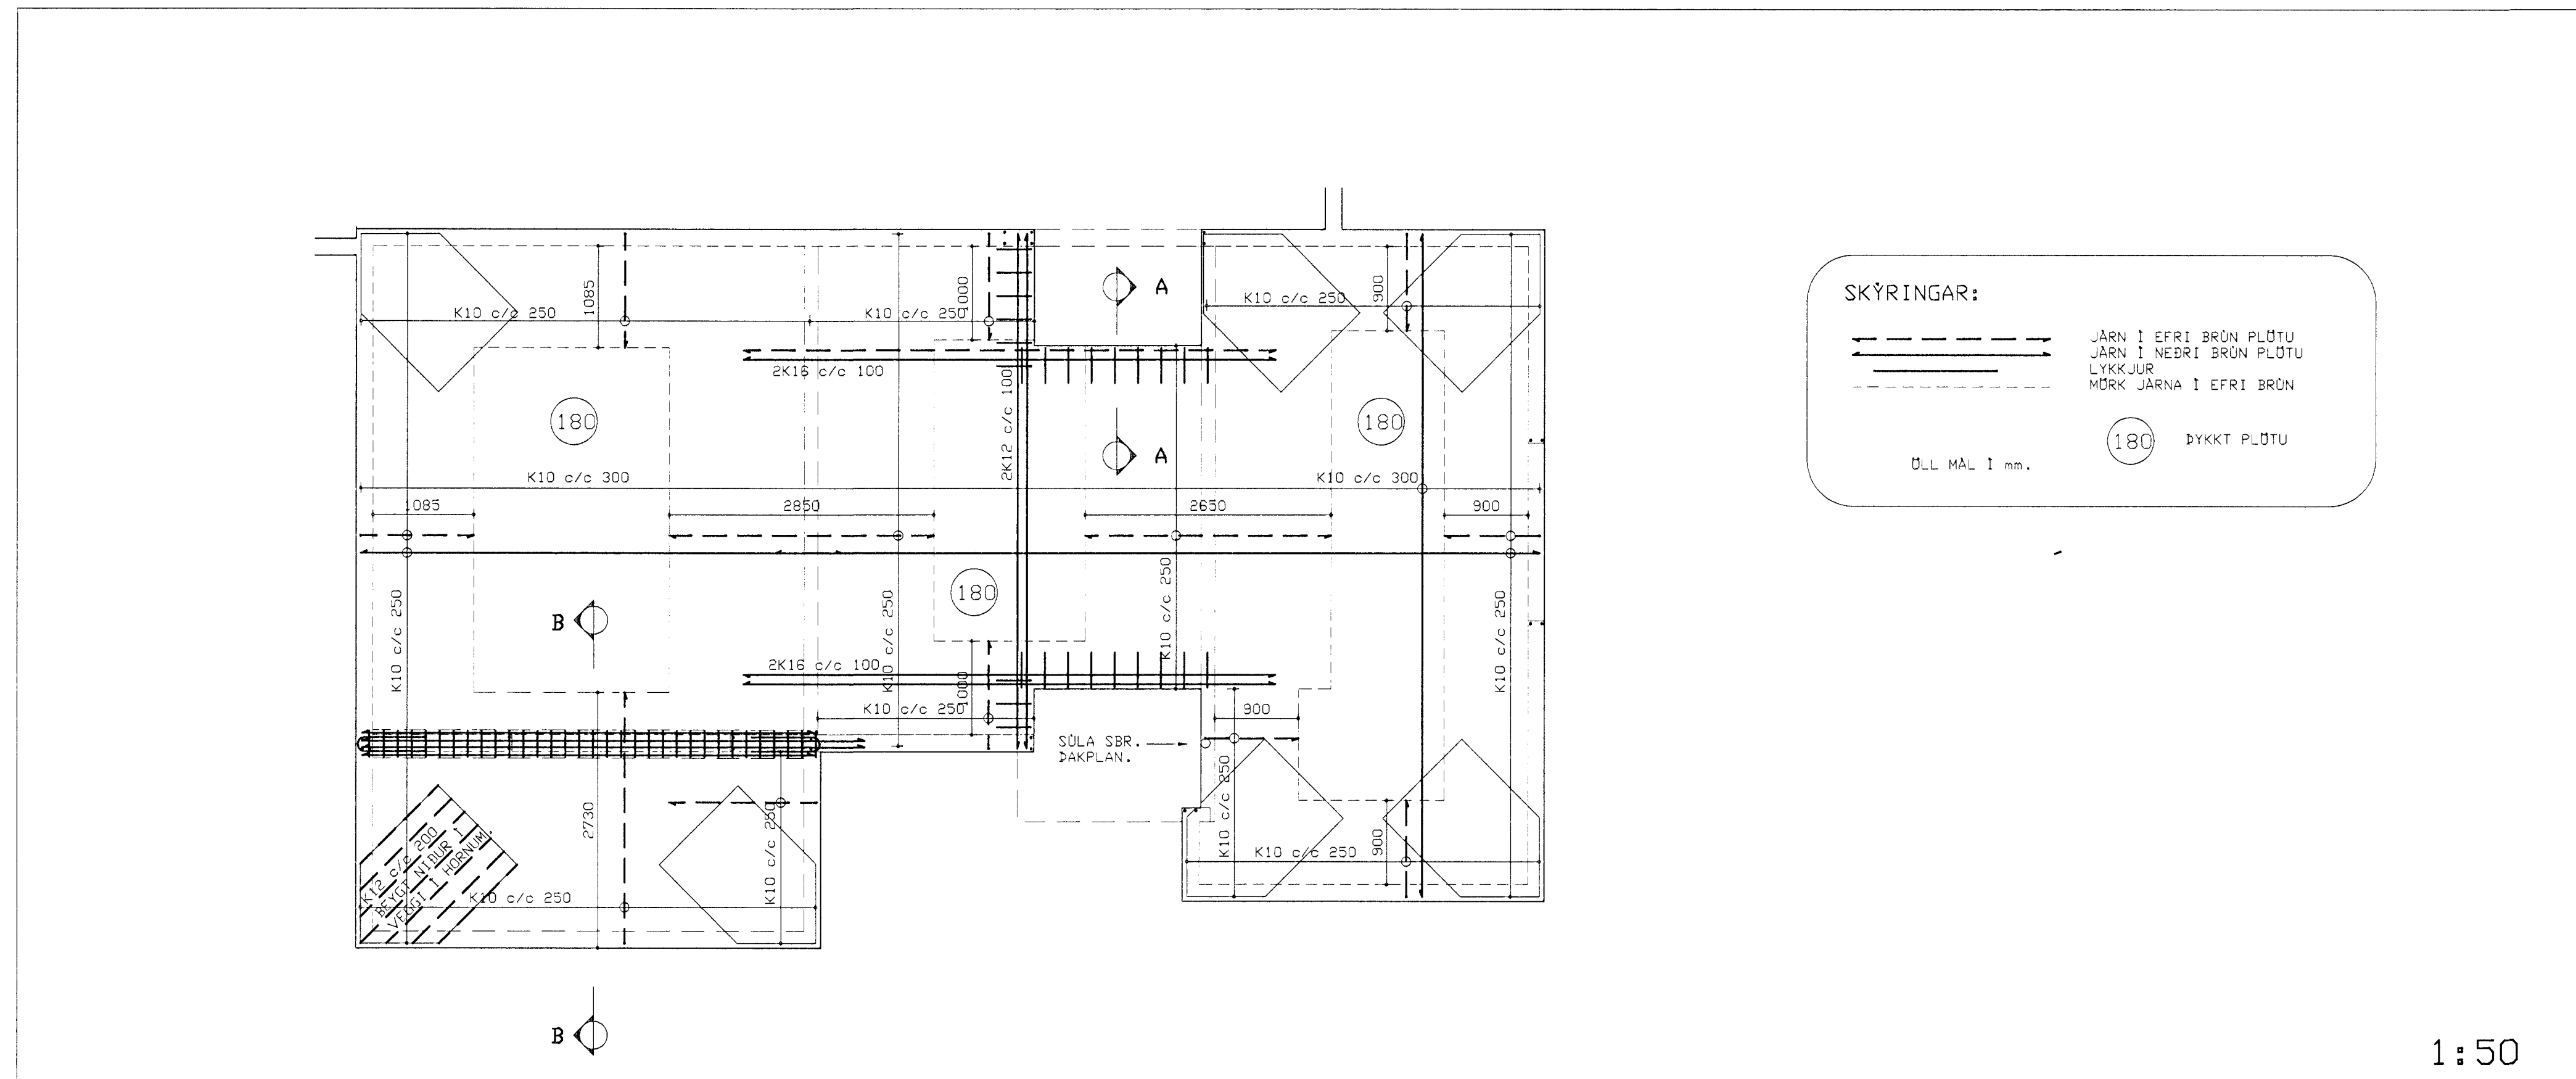 A
K10 c/c 250
1085
K10 c/c 250
1000
K10 c/c 250
900
2K16 c/c 100
2K12 c/c 100
180
180
A
K10 c/c 300
K10 c/c 300
1085
2850
2650
900
K10 c/c 250
B
K10 c/c 250
180
K10 c/c 250
K10 c/c 250
2K16 c/c 100
1000
K10 c/c 250
900
SÚLA SBR.
ÞAKPLAN.
2730
K10 c/c 250
K10 c/c 250
900
K10 c/c 250
K12 c/c 200
BEYGT NIÐUR Í
VEGGI Í HORNUM.
K10 c/c 250
B
SKÝRINGAR:
JÁRN Í EFRI BRÚN PLÖTU
JÁRN Í NEÐRI BRÚN PLÖTU
LYKKJUR
MÖRK JÁRNA Í EFRI BRÚN
180 ÞYKKT PLÖTU
ÖLL MÁL Í mm.
1:50